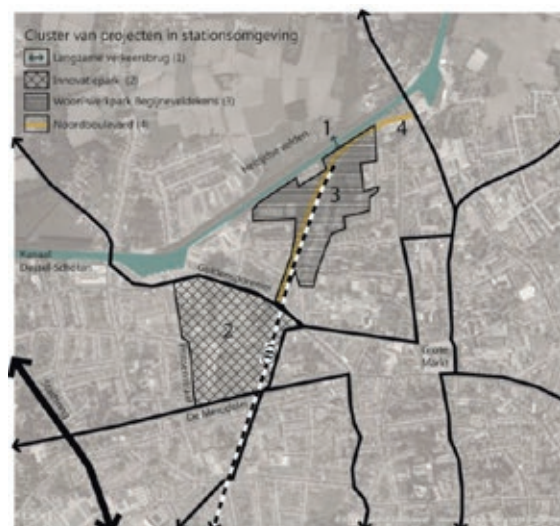 Cluster van projecten in stationsomgeving
Langzame verkeersbrug (1)
Innovatiepark (2)
Woon-werkpark Begijneveldekens (3)
Noordboulevard (4)
1
4
3
Kanaal
Dessel-Schoten
2
Grote
Markt
De Merodelei